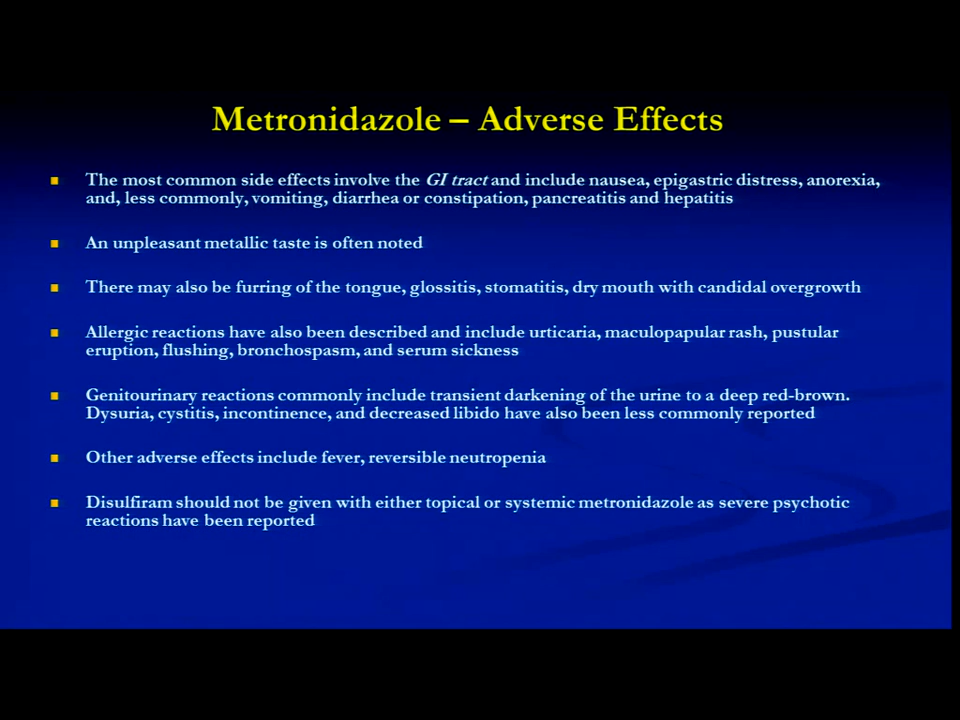 Metronidazole – Adverse Effects
The most common side effects involve the GI tract and include nausea, epigastric distress, anorexia,
and, less commonly, vomiting, diarrhea or constipation, pancreatitis and hepatitis
An unpleasant metallic taste is often noted
There may also be furring of the tongue, glossitis, stomatitis, dry mouth with candidal overgrowth
Allergic reactions have also been described and include urticaria, maculopapular rash, pustular
eruption, flushing, bronchospasm, and serum sickness
Genitourinary reactions commonly include transient darkening of the urine to a deep red-brown.
Dysuria, cystitis, incontinence, and decreased libido have also been less commonly reported
Other adverse effects include fever, reversible neutropenia
Disulfiram should not be given with either topical or systemic metronidazole as severe psychotic
reactions have been reported